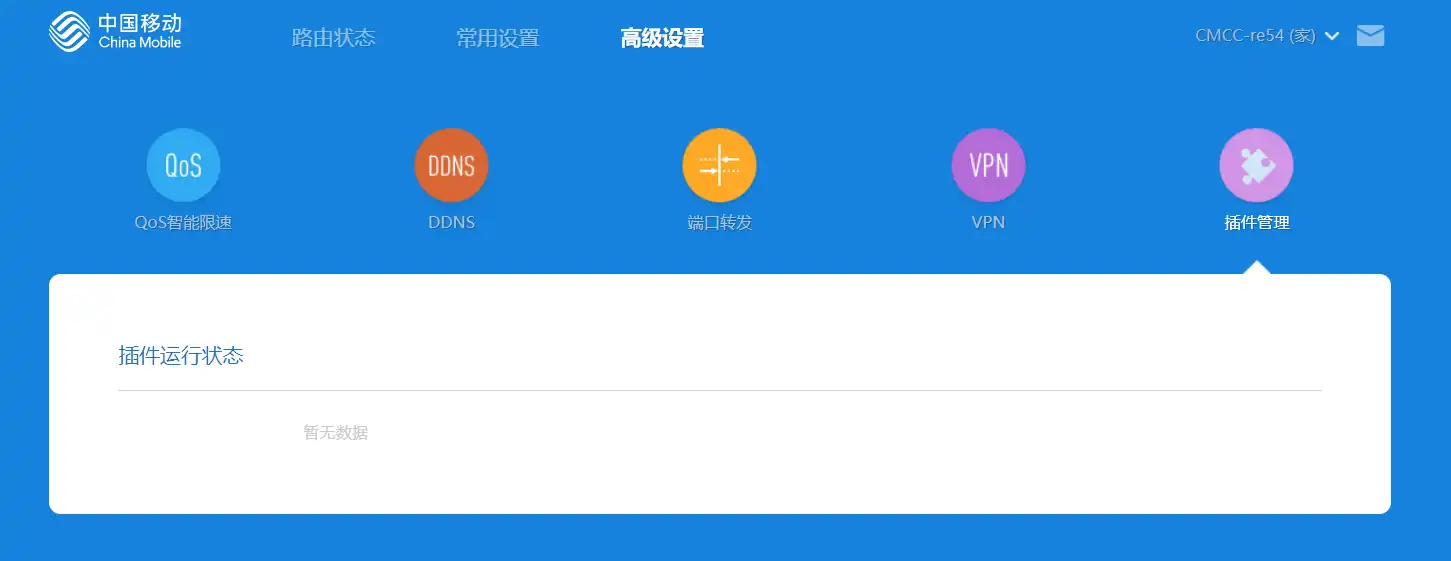 中国移动
China Mobile
路由状态
常用设置
高级设置
CMCC-re54 (家)
QoS
DDNS
VPN
QoS智能限速
DDNS
端口转发
VPN
插件管理
插件运行状态
暂无数据